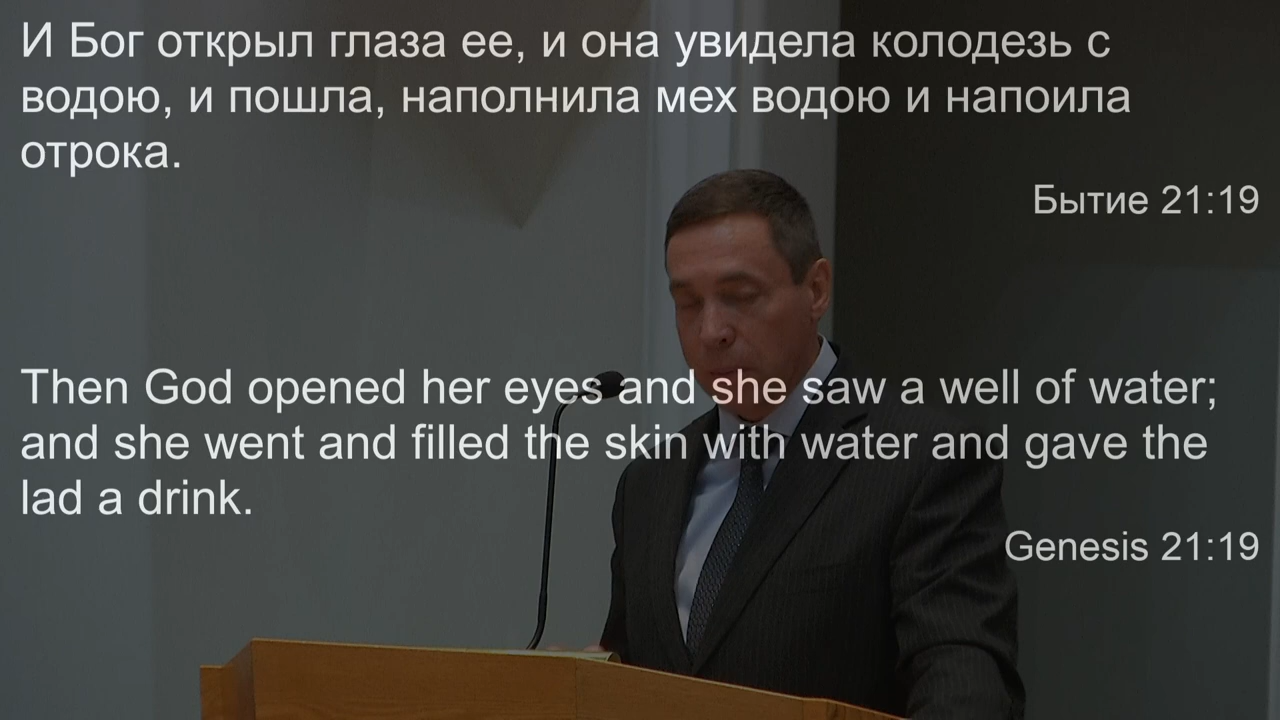 И Бог открыл глаза ее, и она увидела колодезь с
водою, и пошла, наполнила мех водою и напоила
отрока.
Бытие 21:19
Then God opened her eyes and she saw a well of water;
and she went and filled the skin with water and gave the
lad a drink.
Genesis 21:19